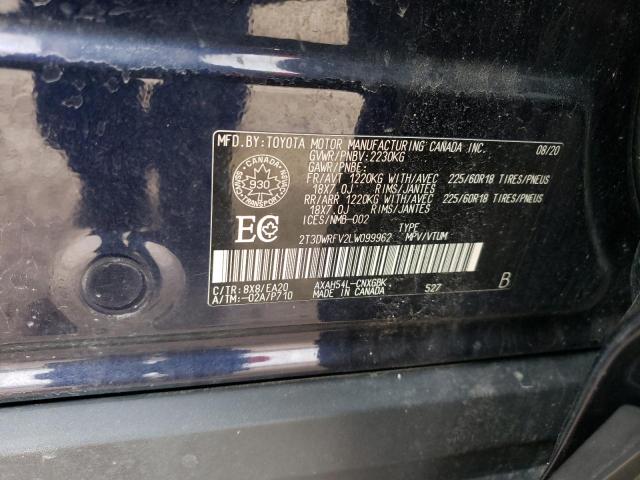 MFD.BY:TOYOTA MOTOR MANUFACTURING CANADA INC. 08/20
GVWR/PNBV:2230KG
GAWR/PNBE:
FR/AVT 1220KG WITH/AVEC 225/60R18 TIRES/PNEUS
18X7.0J RIMS/JANTES
RR/ARR 1220KG WITH/AVEC 225/60R18 TIRES/PNEUS
18X7.0J RIMS/JANTES
ICES/NMB-002
CANADA
930
TRANSPORT
EC
TYPE
2T3DWRFV2LW099962 MPV/VTUM
C/TR: 8X8/EA20 AXAH54L-CNXGBK 527 B
A/TM: -02A/P710 MADE IN CANADA